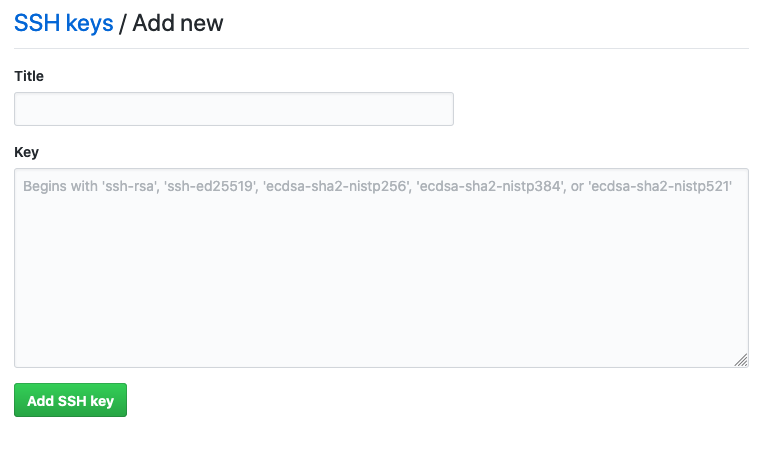 SSH keys / Add new
Title
Key
Begins with 'ssh-rsa', 'ssh-ed25519', 'ecdsa-sha2-nistp256', 'ecdsa-sha2-nistp384', or 'ecdsa-sha2-nistp521'
Add SSH key